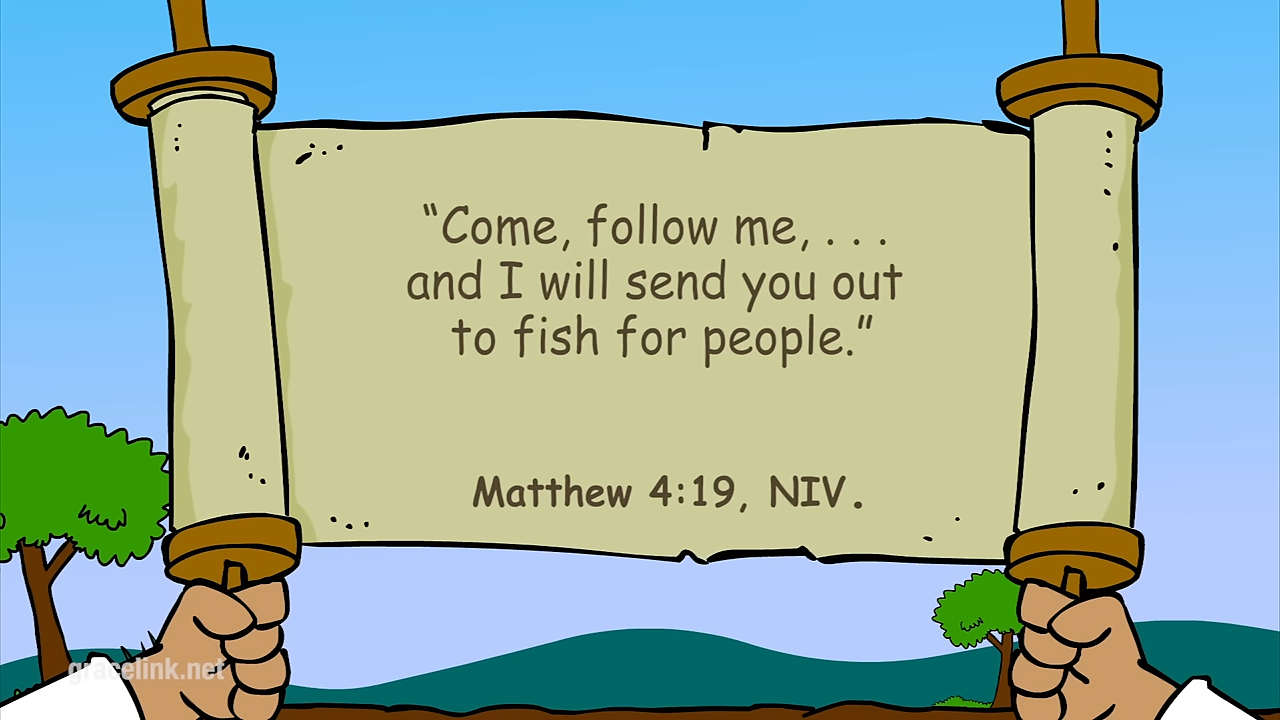 “Come, follow me, . . .
and I will send you out
to fish for people.”
Matthew 4:19, NIV.
gracelink.net